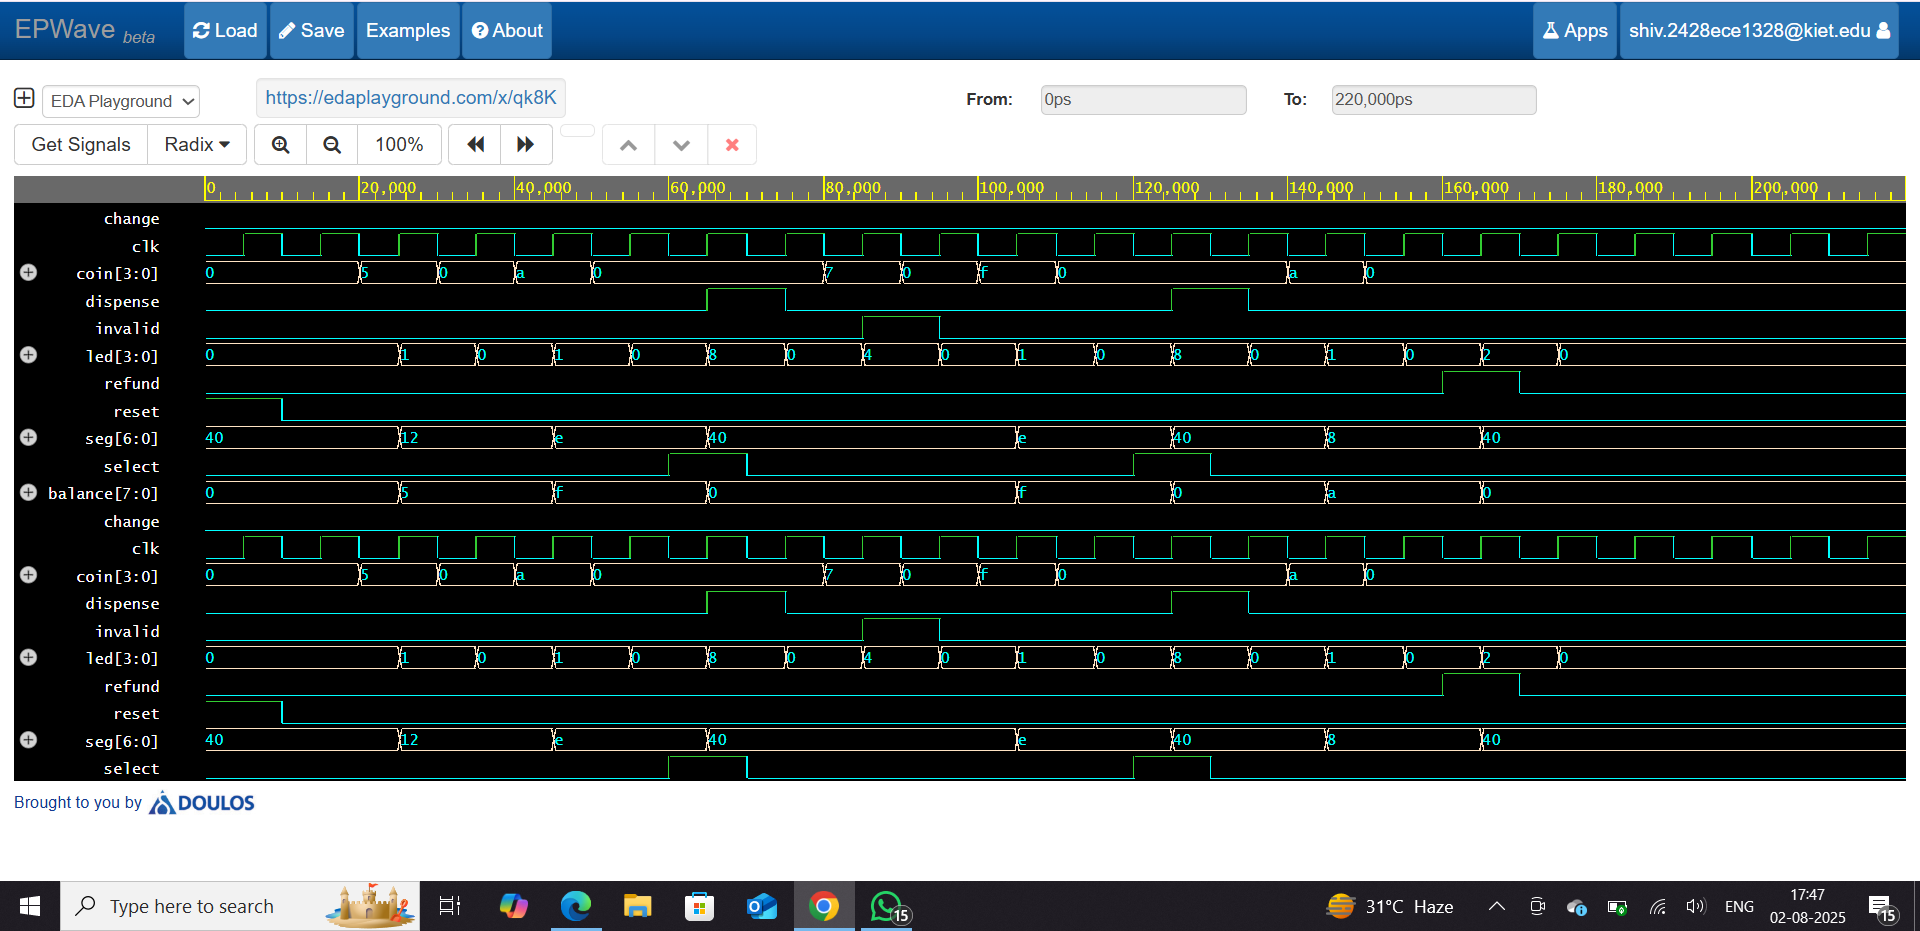 EPWave beta Load Save Examples About Apps shiv.2428ece1328@kiet.edu
EDA Playground https://edaplayground.com/x/qk8K From: 0ps To: 220,000ps
Get Signals Radix 100%
0 20,000 40,000 60,000 80,000 100,000 120,000 140,000 160,000 180,000 200,000
change
clk
coin[3:0] 0 5 0 a 0 7 0 f 0 a 0
dispense
invalid
led[3:0] 0 1 0 1 0 8 0 4 0 1 0 8 0 1 0 2 0
refund
reset
seg[6:0] 40 12 e 40 e 40 8 40
select
balance[7:0] 0 5 f 0 f 0 a 0
change
clk
coin[3:0] 0 5 0 a 0 7 0 f 0 a 0
dispense
invalid
led[3:0] 0 1 0 1 0 8 0 4 0 1 0 8 0 1 0 2 0
refund
reset
seg[6:0] 40 12 e 40 e 40 8 40
select
Brought to you by DOULOS
Type here to search 15 31°C Haze ENG 17:47
02-08-2025 15